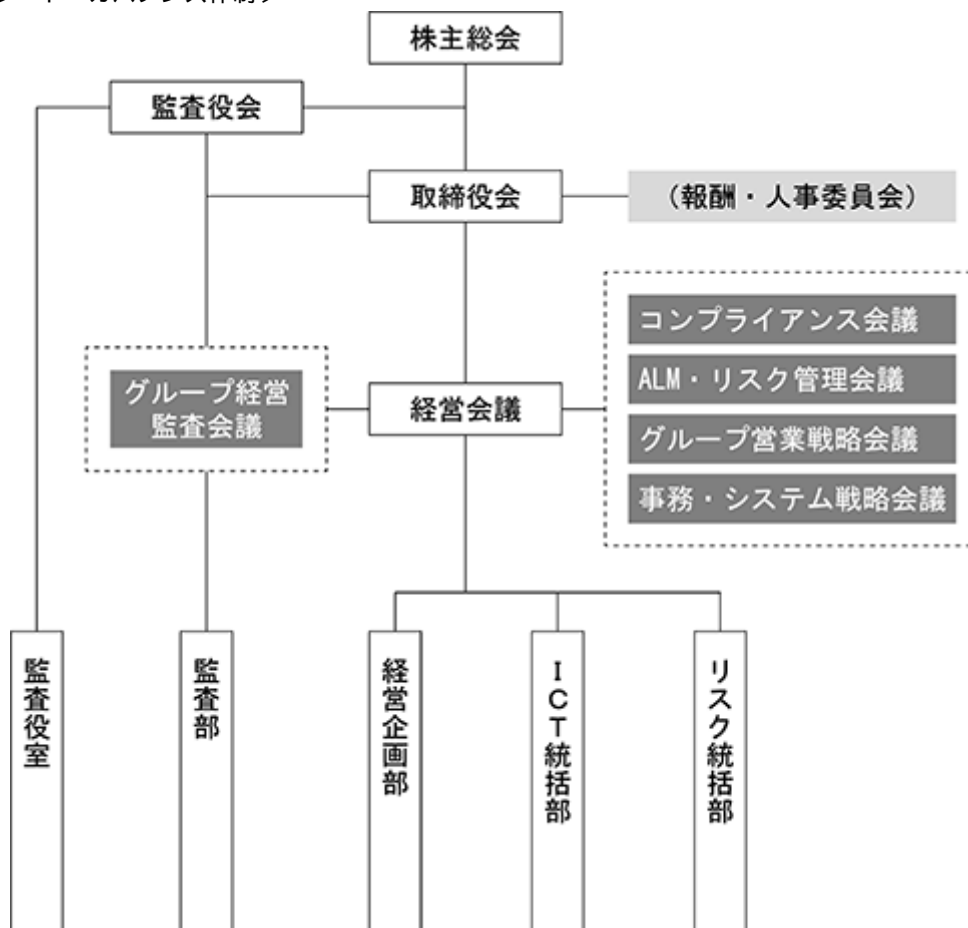 株主総会
監査役会
取締役会
(報酬・人事委員会)
コンプライアンス会議
ALM・リスク管理会議
グループ営業戦略会議
事務・システム戦略会議
グループ経営
監査会議
経営会議
監査役室
監査部
経営企画部
ICT統括部
リスク統括部